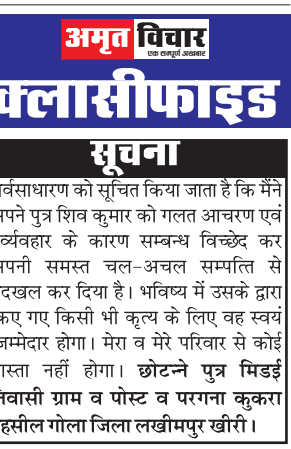 अमृत विचार
एक सम्पूर्ण अखबार
क्लासीफाइड
सूचना
र्वसाधारण को सूचित किया जाता है कि मैंने
पने पुत्र शिव कुमार को गलत आचरण एवं
र्व्यवहार के कारण सम्बन्ध विच्छेद कर
पनी समस्त चल-अचल सम्पत्ति से
दखल कर दिया है। भविष्य में उसके द्वारा
कए गए किसी भी कृत्य के लिए वह स्वयं
जम्मेदार होगा। मेरा व मेरे परिवार से कोई
ास्ता नहीं होगा। छोटन्ने पुत्र मिडई
नवासी ग्राम व पोस्ट व परगना कुकरा
हसील गोला जिला लखीमपुर खीरी।